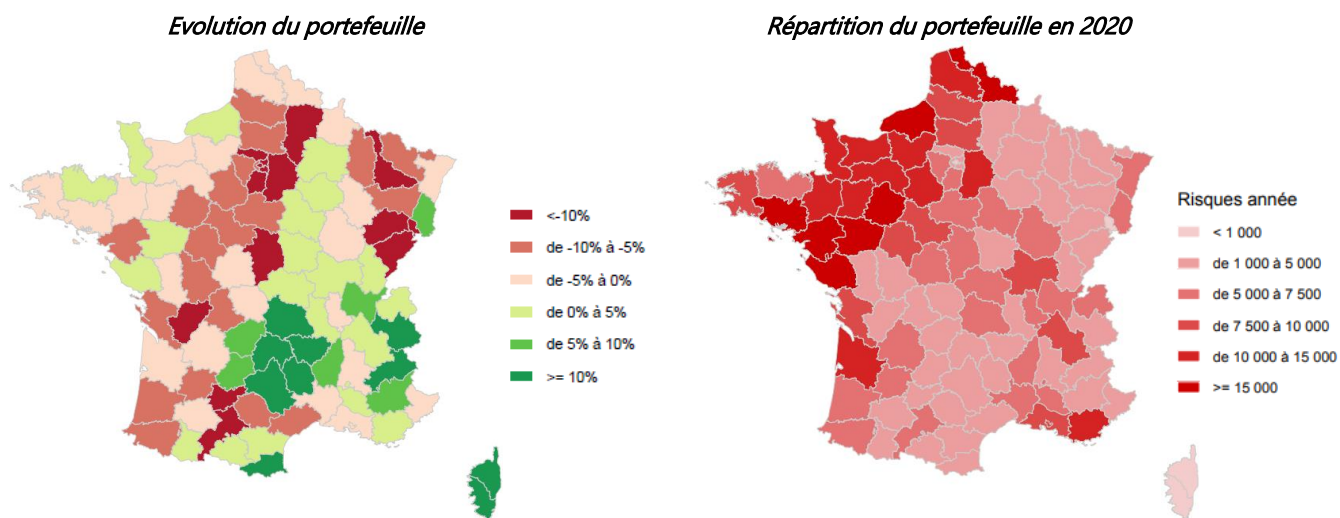 Evolution du portefeuille
Répartition du portefeuille en 2020
<-10%
de -10% à -5%
de -5% à 0%
de 0% à 5%
de 5% à 10%
>= 10%
Risques année
< 1 000
de 1 000 à 5 000
de 5 000 à 7 500
de 7 500 à 10 000
de 10 000 à 15 000
>= 15 000